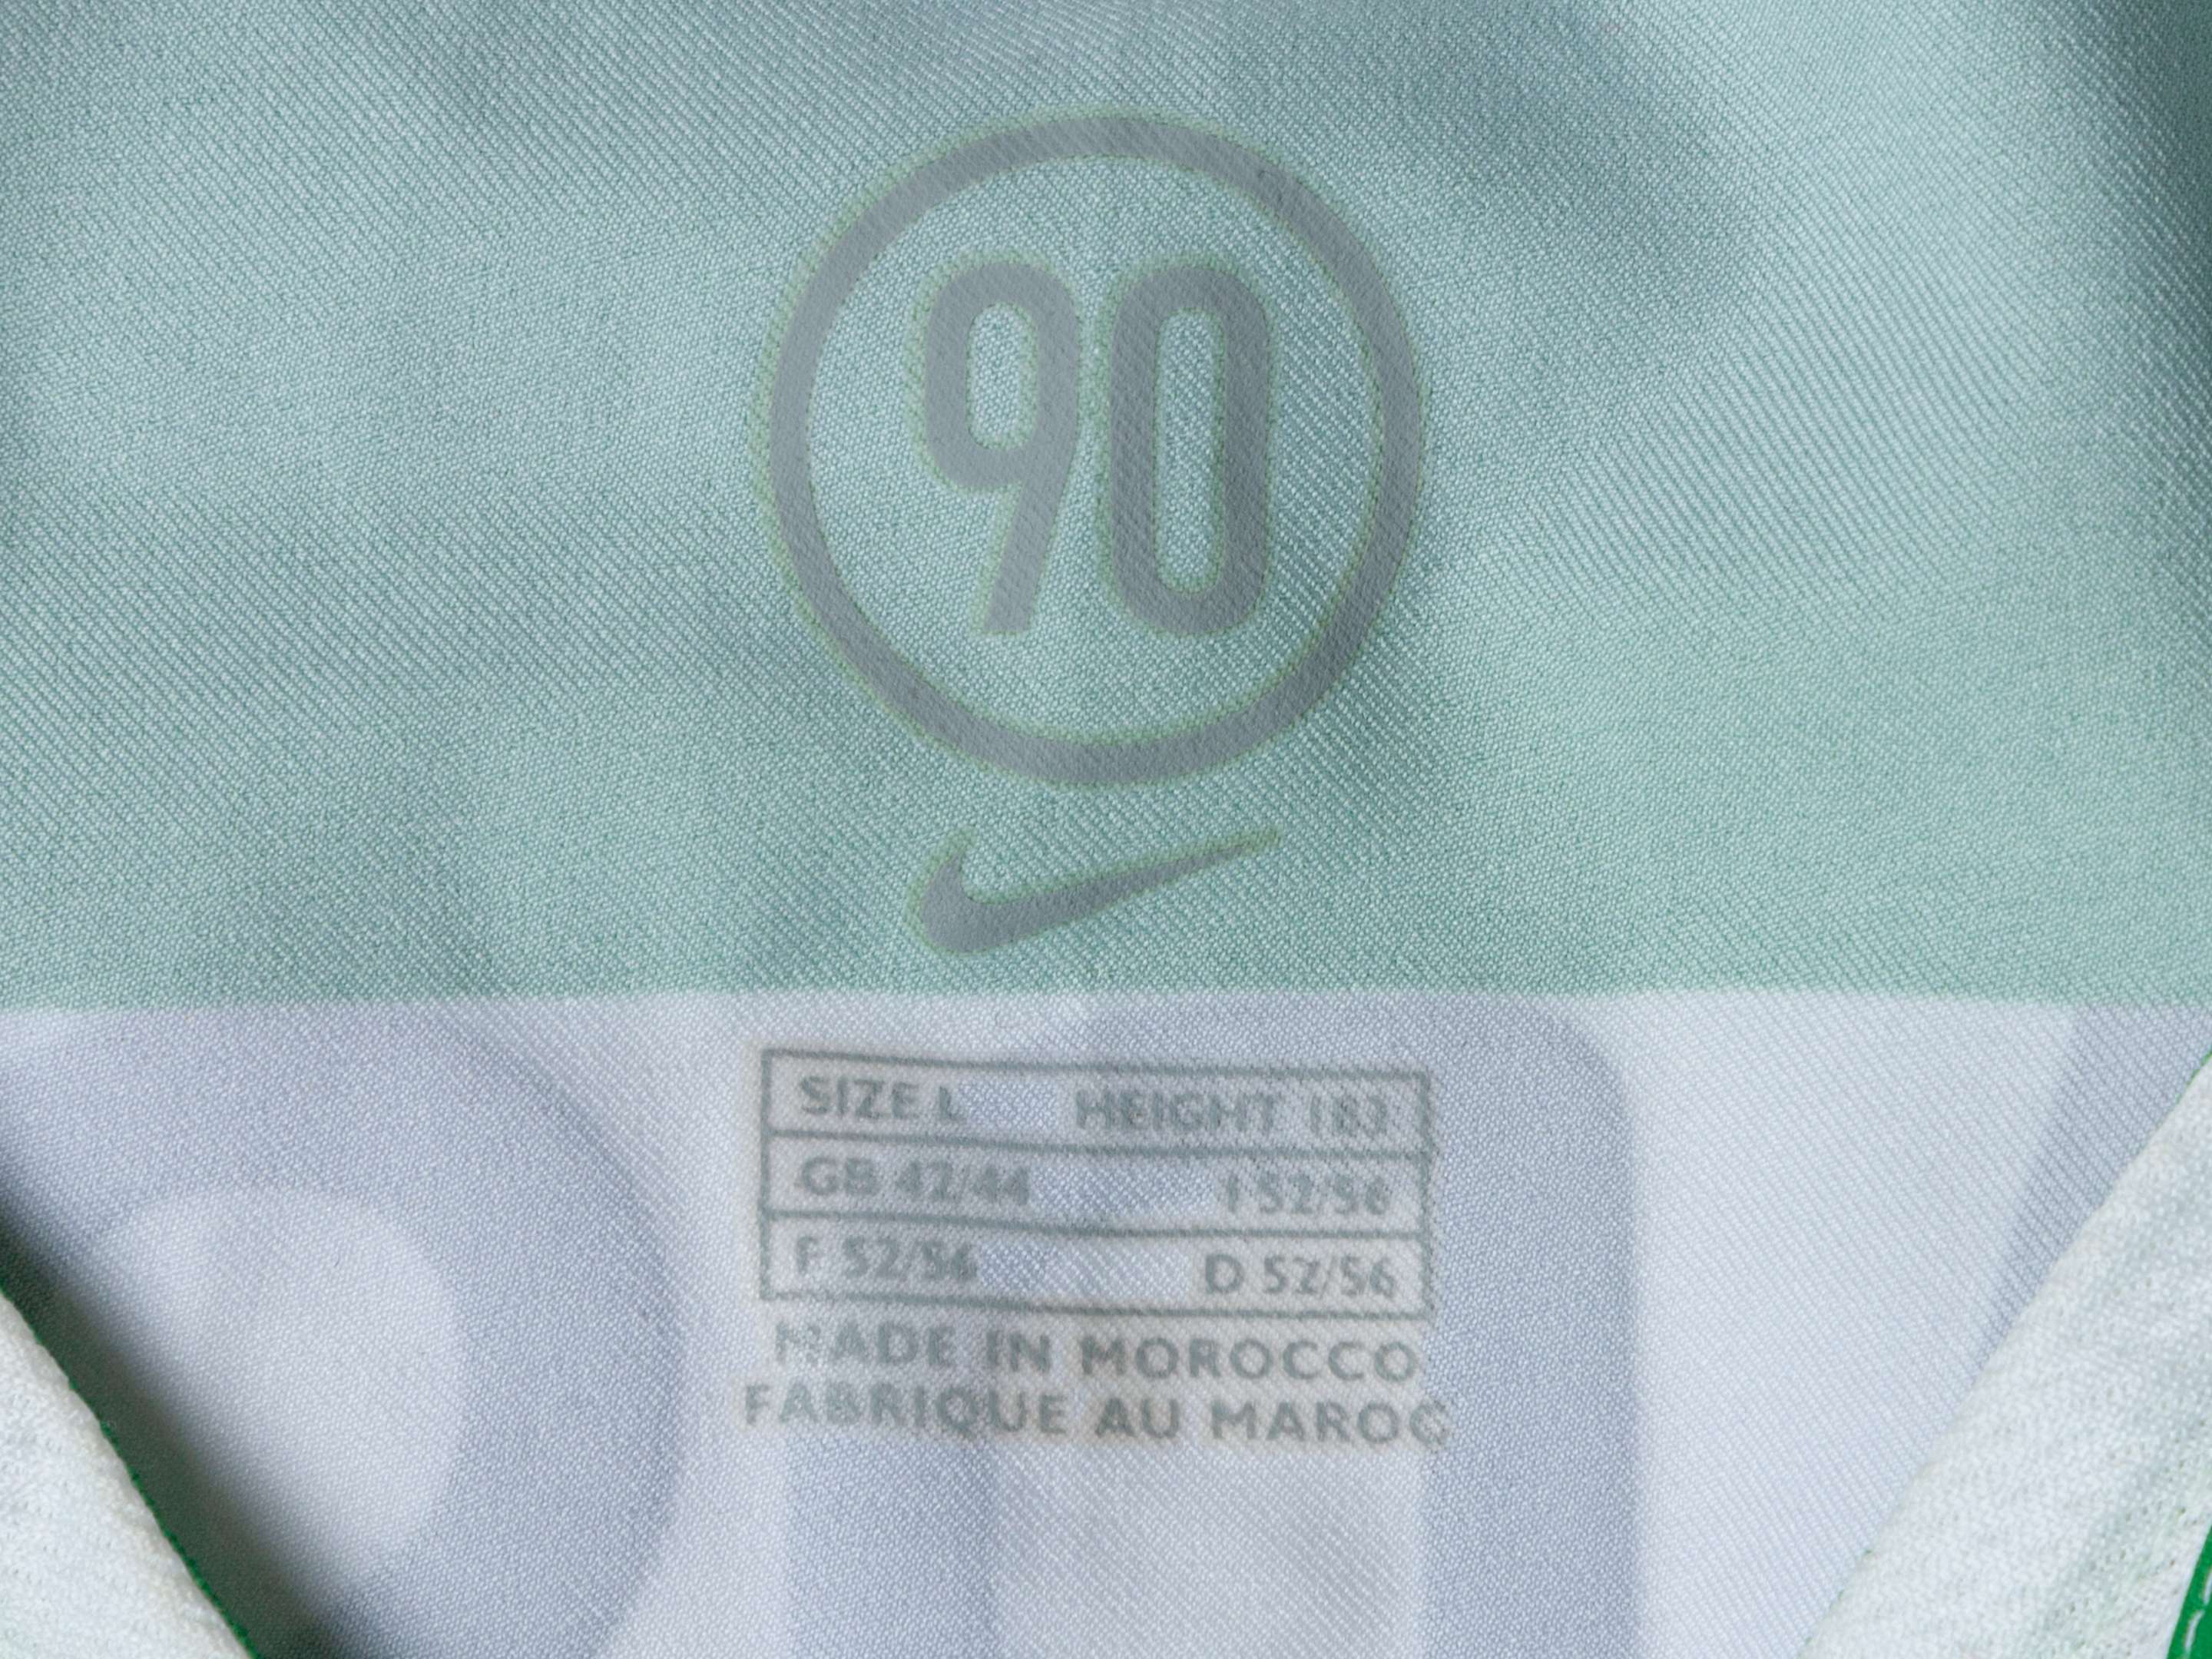 90
SIZE L HEIGHT 183
GB 42/44 I 52/56
F 52/56 D 52/56
MADE IN MOROCCO
FABRIQUE AU MAROC